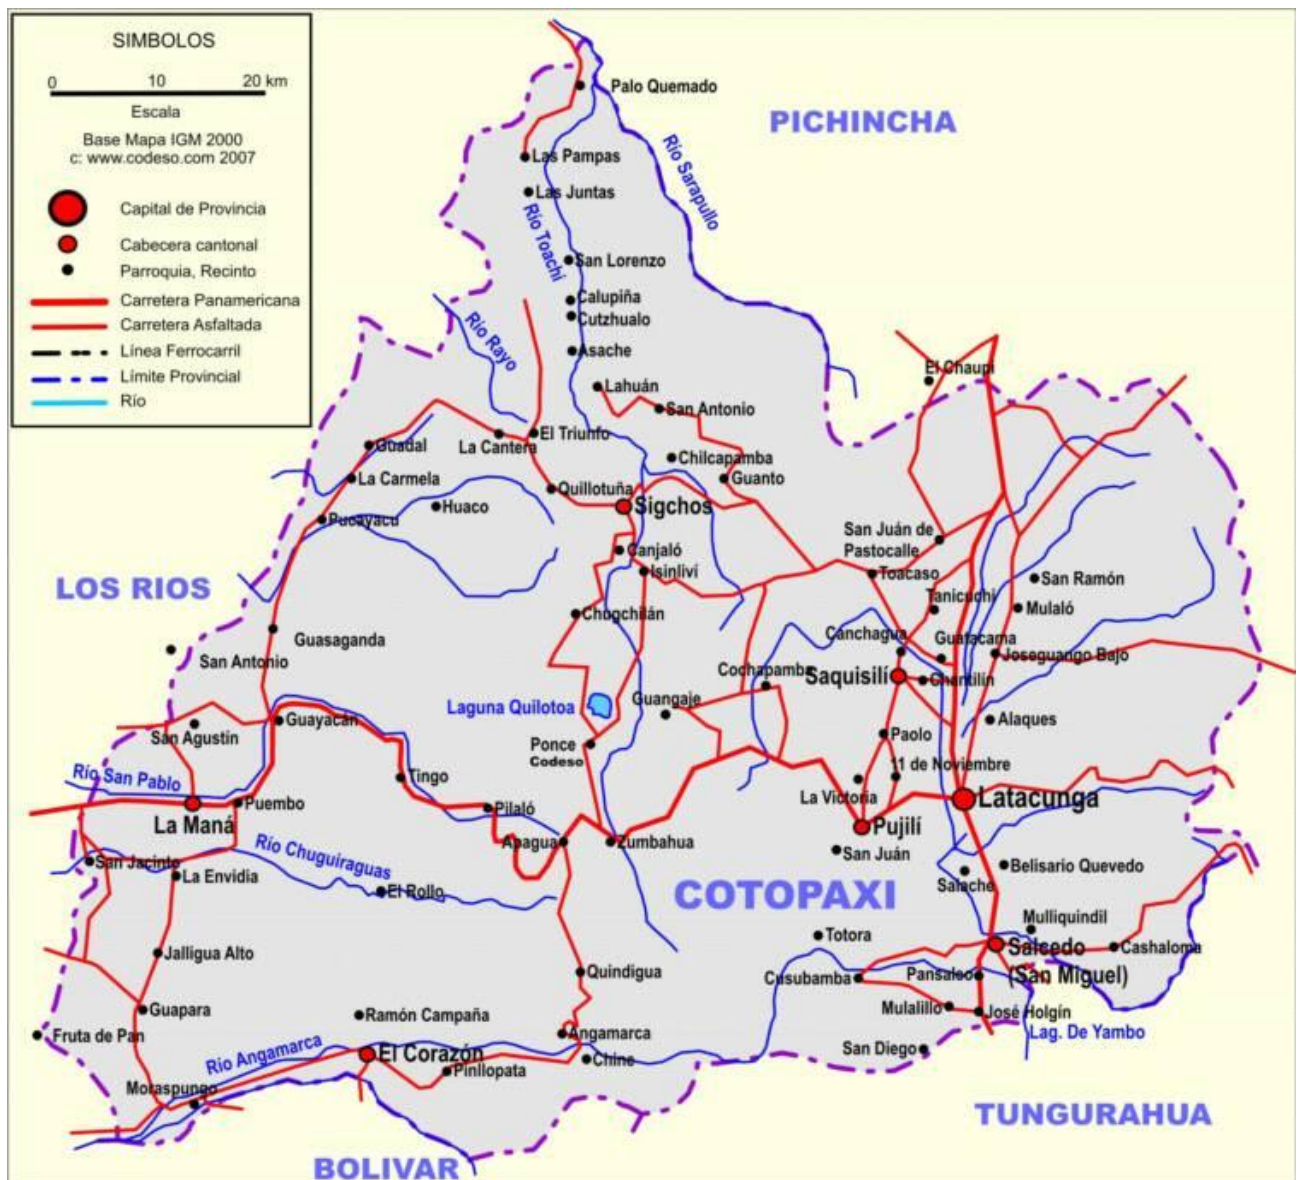 SIMBOLOS
0 10 20 km
Escala
Base Mapa IGM 2000
c: www.codeso.com 2007
Capital de Provincia
Cabecera cantonal
Parroquia, Recinto
Carretera Panamericana
Carretera Asfaltada
Línea Ferrocarril
Límite Provincial
Río
Palo Quemado
PICHINCHA
Río Sarapullo
Las Pampas
Las Juntas
Río Toachi
San Lorenzo
Calupiña
Cutzhualo
Río Rayo
Asache
El Chaupi
Lahuán
San Antonio
Guadal
La Cantera
El Triunfo
Chilcapamba
La Carmela
Guanto
Quillotuña
Huaco
Sigchos
Pucayacu
San Juán de
Pastocalle
Canjaló
Isinliví
Toacaso
San Ramón
LOS RIOS
Tanicuchi
Mulaló
Chugchilán
Guasaganda
Canchagua
Guatacama
San Antonio
Joseguango Bajo
Cochapamba
Saquisilí
Chantilín
Laguna Quilotoa
Guangaje
Guayacán
Alaques
San Agustín
Paolo
Ponce
Codeso
11 de Noviembre
Río San Pablo
Tingo
La Victoria
Latacunga
Puembo
Pilaló
La Maná
Pujilí
Apagua
Zumbahua
Río Chuguiraguas
San Juán
San Jacinto
La Envidia
Belisario Quevedo
Salache
El Rollo
COTOPAXI
Mulliquindil
Totora
Salcedo
(San Miguel)
Cashaloma
Jalligua Alto
Quindigua
Cusubamba
Pansaleo
Guapara
Ramón Campaña
Mulalillo
José Holgín
Fruta de Pan
Angamarca
Lag. De Yambo
Río Angamarca
El Corazón
Chine
San Diego
Pinllopata
Moraspungo
TUNGURAHUA
BOLIVAR